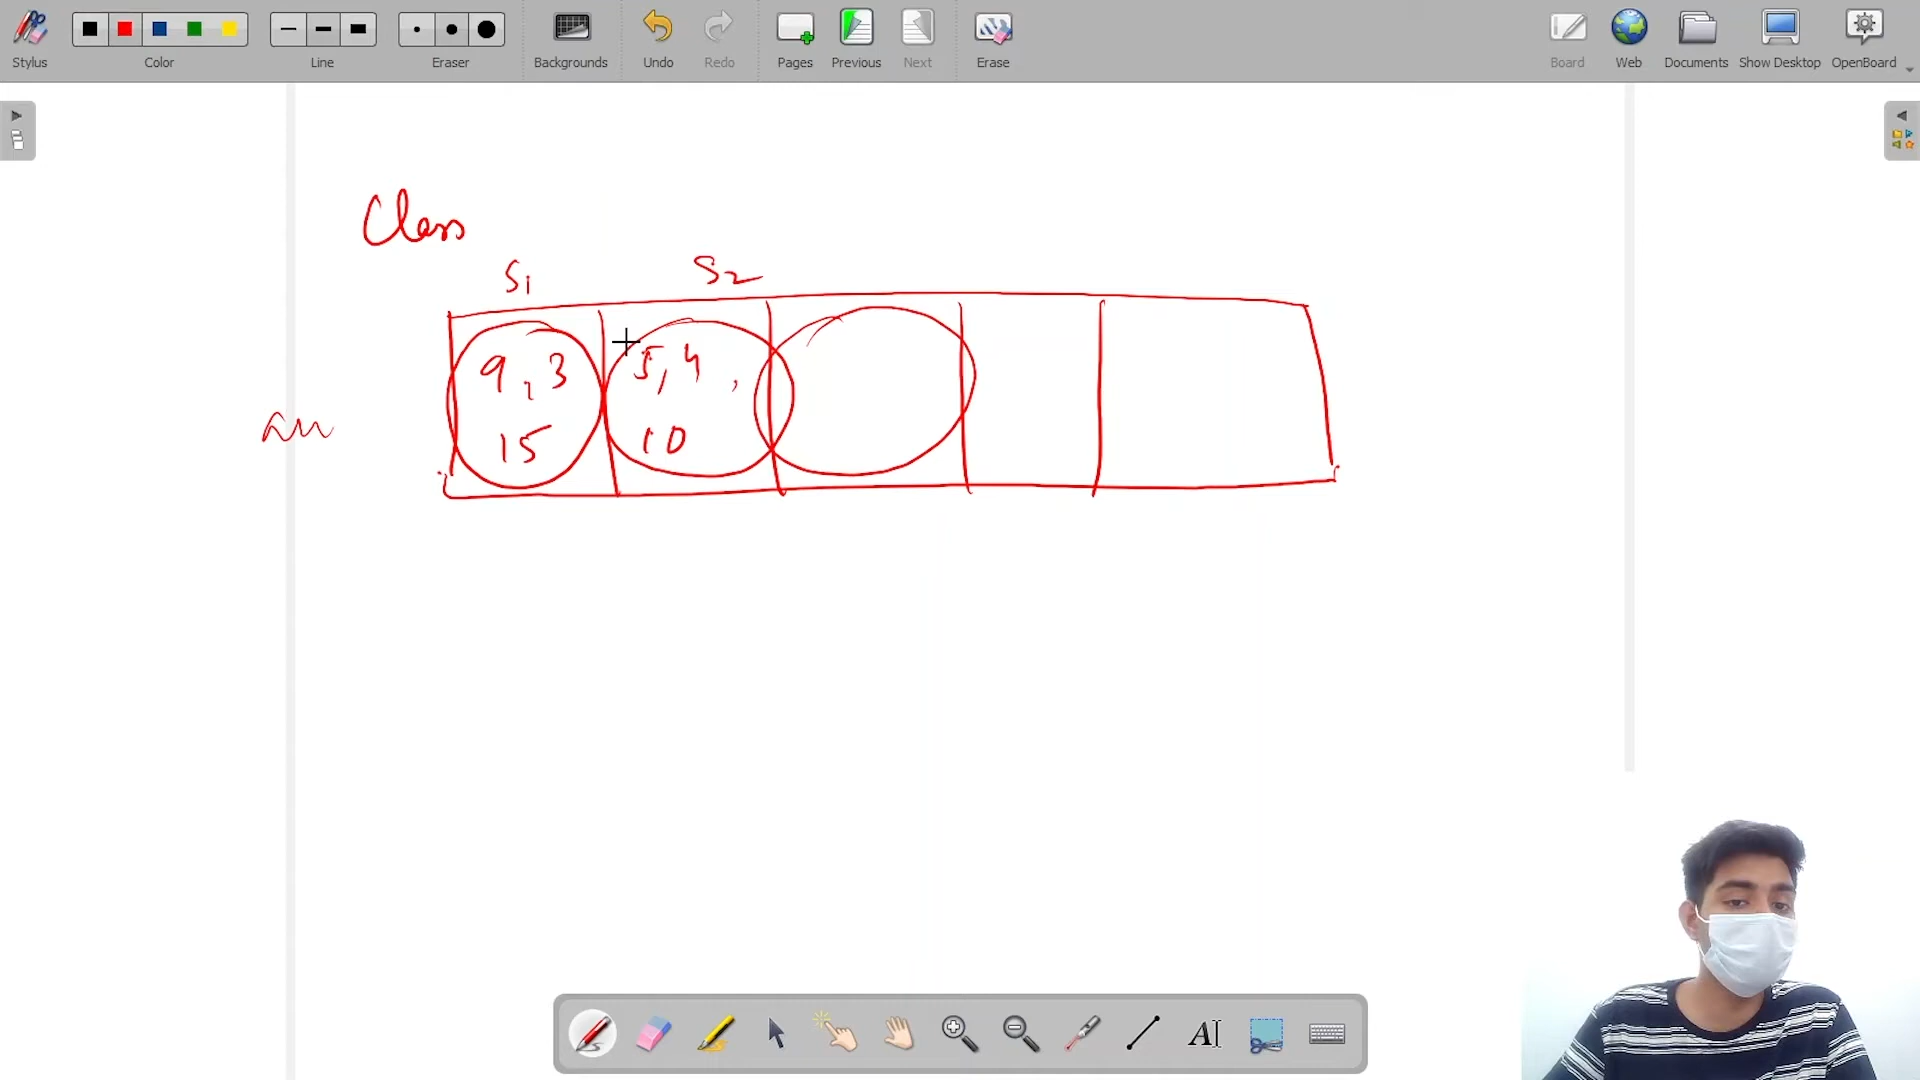 Stylus Color Line Eraser Backgrounds Undo Redo Pages Previous Next Erase Board Web Documents Show Desktop OpenBoard
Class
S1 S2
9, 3 5, 4,
15 10
AI